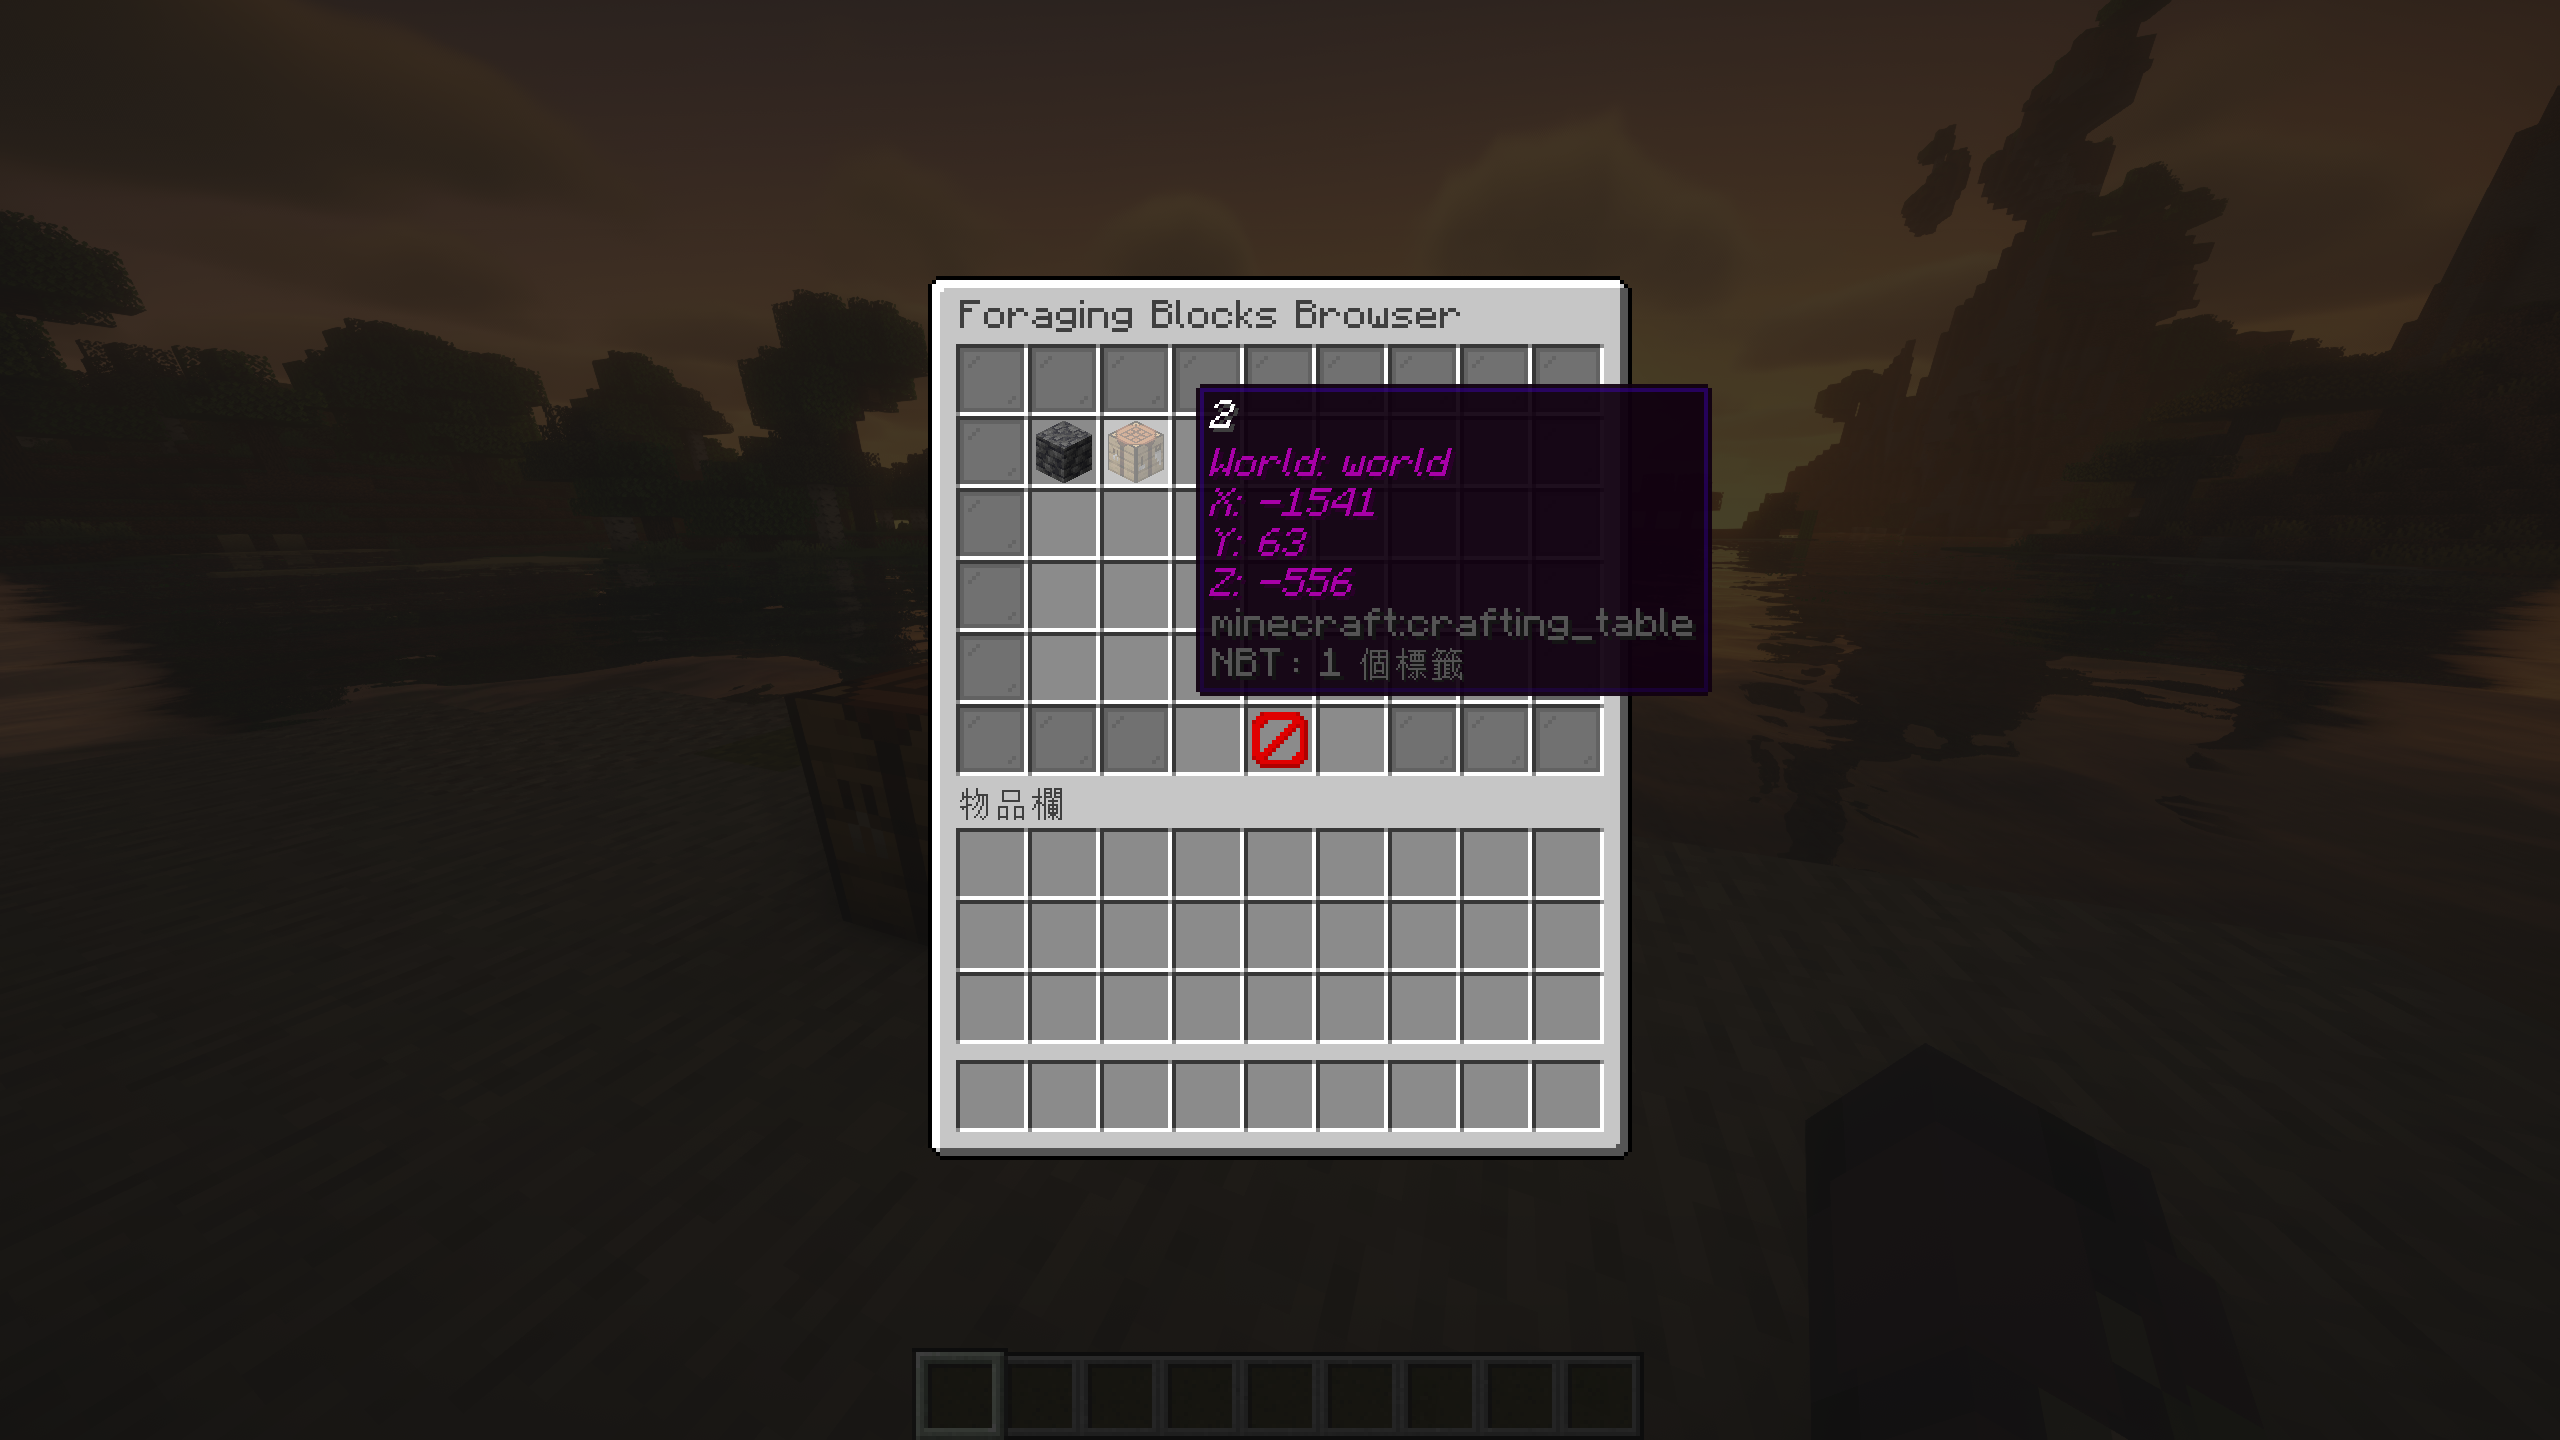 Foraging Blocks Browser
2
World: world
X: -1541
Y: 63
Z: -556
minecraft:crafting_table
NBT: 1 個標籤
物品欄